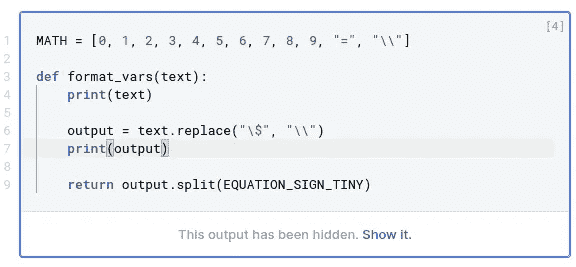 [4]
1 MATH = [0, 1, 2, 3, 4, 5, 6, 7, 8, 9, "=", "\\"]
2
3 def format_vars(text):
4     print(text)
5
6     output = text.replace("\$", "\\")
7     print(output)
8
9     return output.split(EQUATION_SIGN_TINY)
This output has been hidden. Show it.